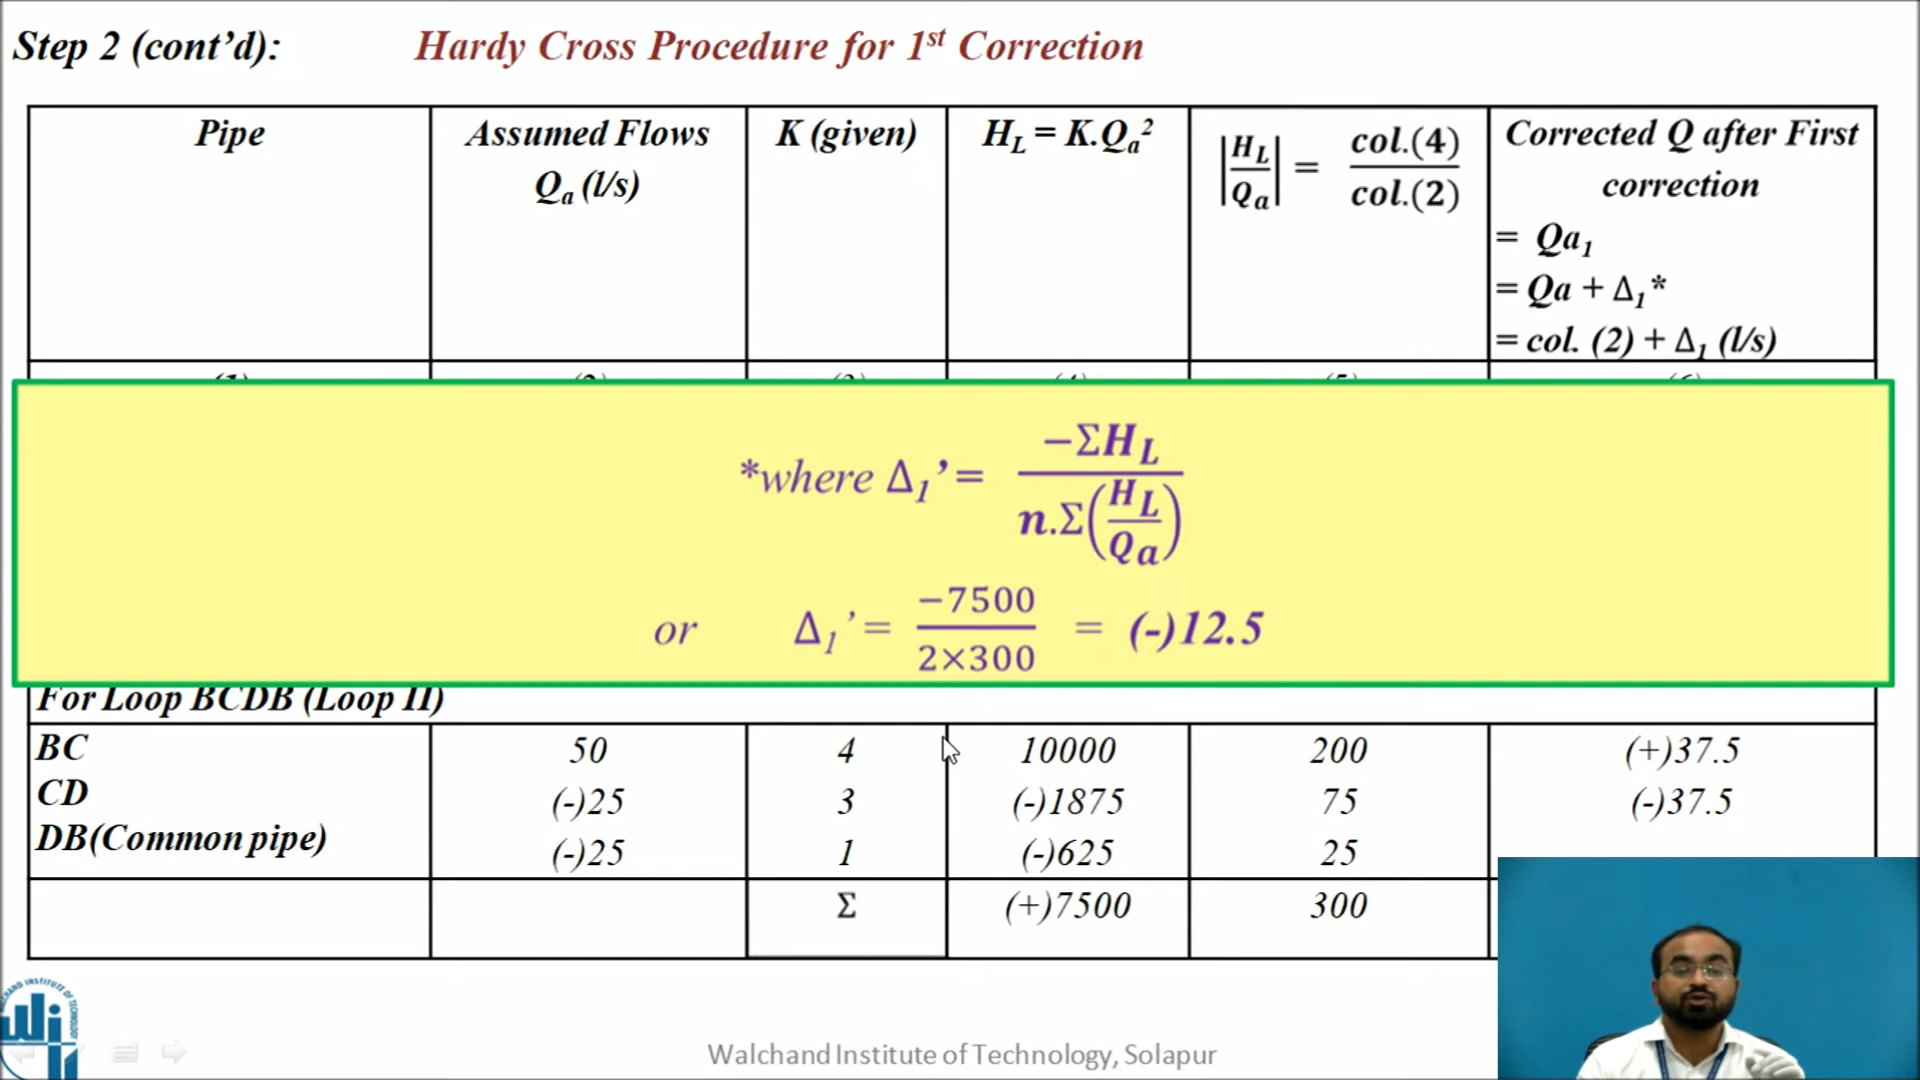 Step 2 (cont’d): Hardy Cross Procedure for 1st Correction
Pipe
Assumed Flows
Qa (l/s)
K (given)
HL = K.Qa²
|HL/Qa| = col.(4)/col.(2)
Corrected Q after First
correction
= Qa1
= Qa + Δ1*
= col. (2) + Δ1 (l/s)
*where Δ1’ = −ΣHL / n.Σ(HL/Qa)
or Δ1’ = −7500 / 2×300 = (-)12.5
For Loop BCDB (Loop II)
BC 50 4 10000 200 (+)37.5
CD (-)25 3 (-)1875 75 (-)37.5
DB(Common pipe) (-)25 1 (-)625 25
Σ (+)7500 300
Walchand Institute of Technology, Solapur